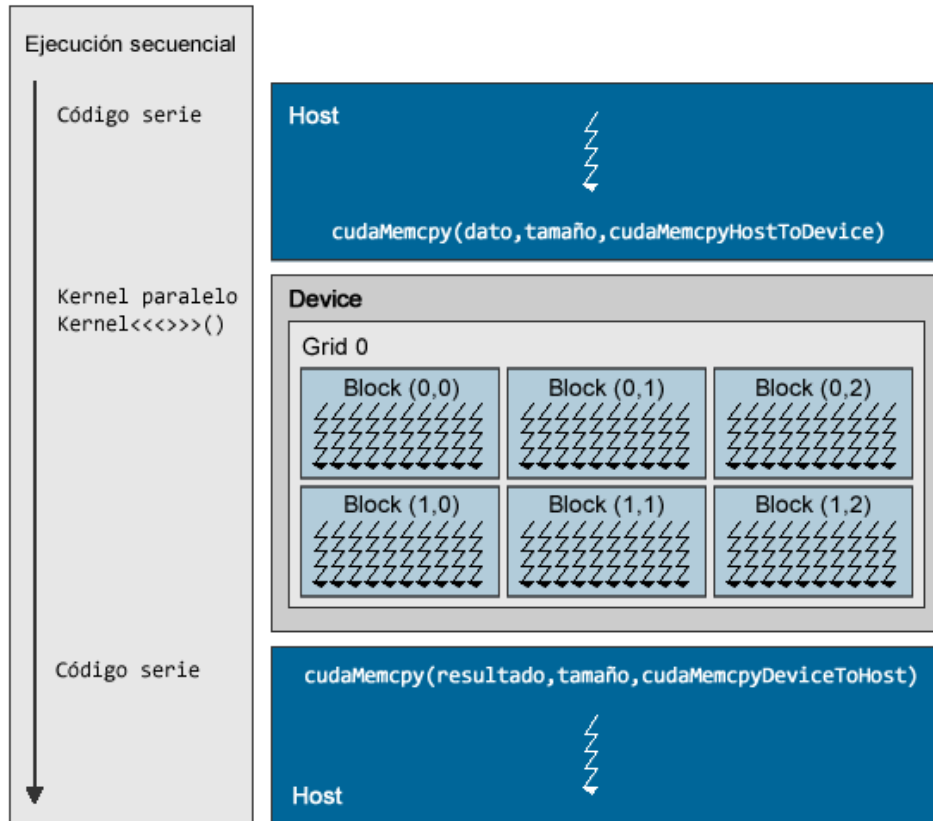 Ejecución secuencial
Código serie
Host
cudaMemcpy(dato,tamaño,cudaMemcpyHostToDevice)
Kernel paralelo
Kernel<<<>>>()
Device
Grid 0
Block (0,0)
Block (0,1)
Block (0,2)
Block (1,0)
Block (1,1)
Block (1,2)
Código serie
cudaMemcpy(resultado,tamaño,cudaMemcpyDeviceToHost)
Host